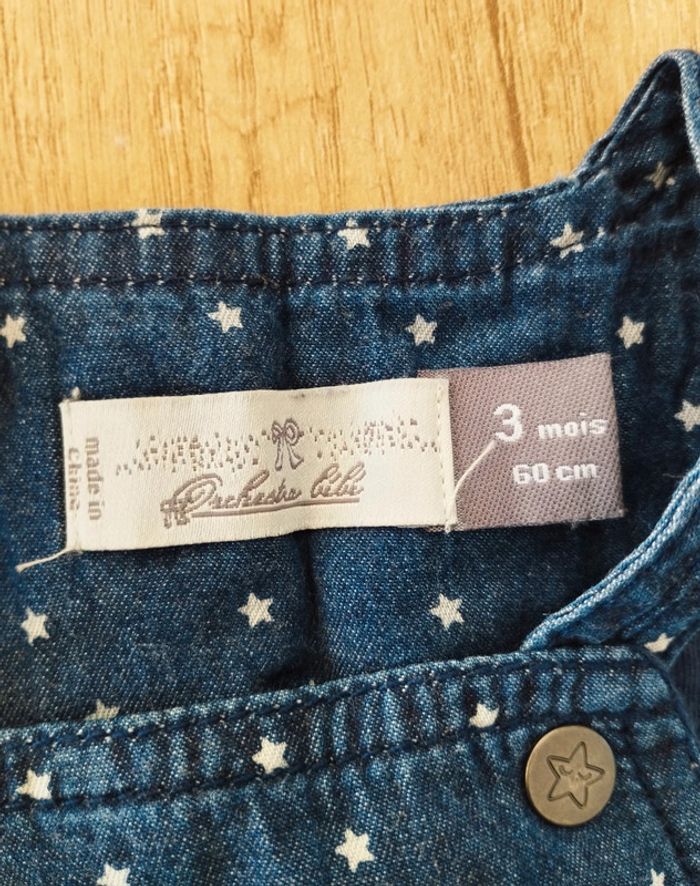 made in
china
Orchestra bébé
3 mois
60 cm